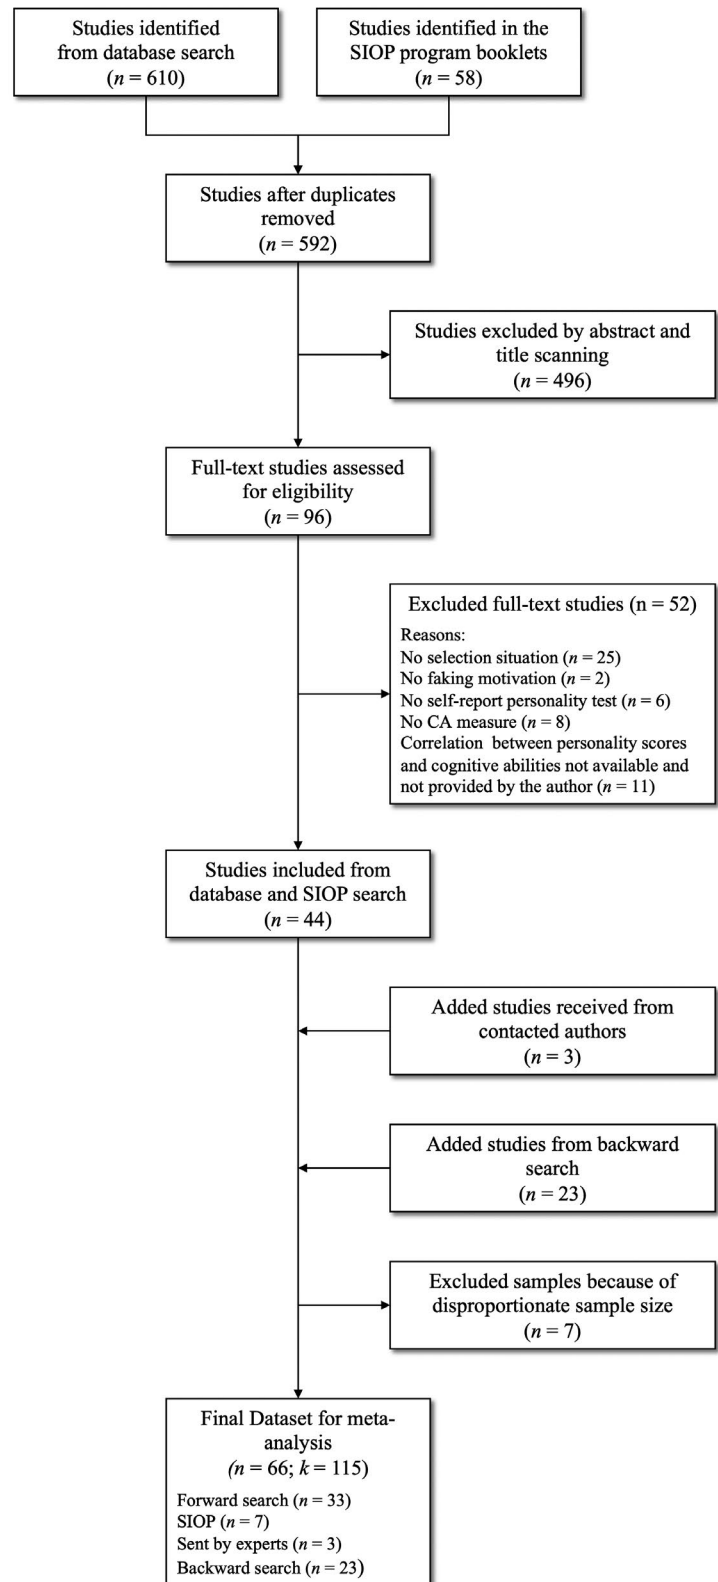 Studies identified
from database search
(n = 610)
Studies identified in the
SIOP program booklets
(n = 58)
Studies after duplicates
removed
(n = 592)
Studies excluded by abstract and
title scanning
(n = 496)
Full-text studies assessed
for eligibility
(n = 96)
Excluded full-text studies (n = 52)
Reasons:
No selection situation (n = 25)
No faking motivation (n = 2)
No self-report personality test (n = 6)
No CA measure (n = 8)
Correlation between personality scores
and cognitive abilities not available and
not provided by the author (n = 11)
Studies included from
database and SIOP search
(n = 44)
Added studies received from
contacted authors
(n = 3)
Added studies from backward
search
(n = 23)
Excluded samples because of
disproportionate sample size
(n = 7)
Final Dataset for meta-
analysis
(n = 66; k = 115)
Forward search (n = 33)
SIOP (n = 7)
Sent by experts (n = 3)
Backward search (n = 23)